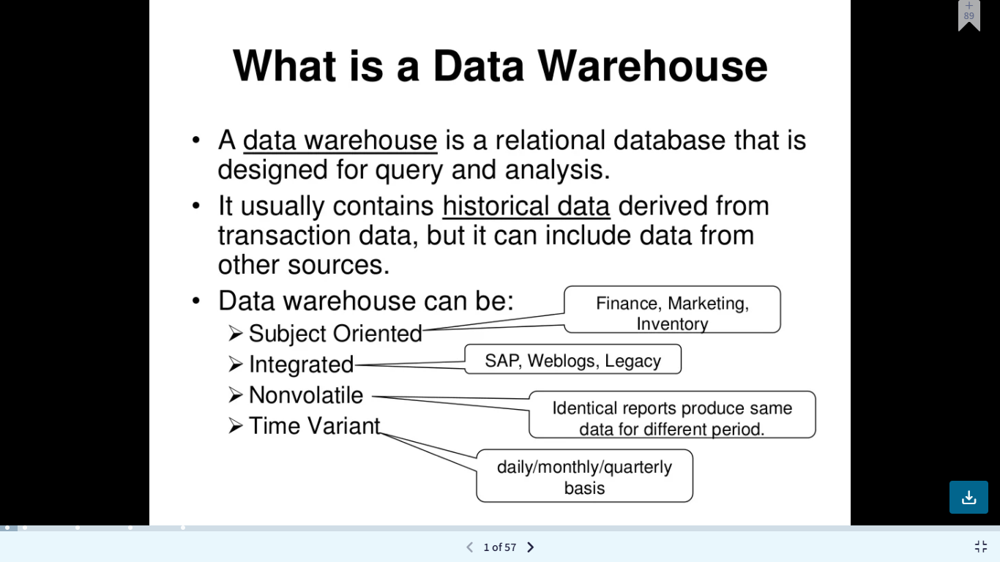 +
89
What is a Data Warehouse
• A data warehouse is a relational database that is
designed for query and analysis.
• It usually contains historical data derived from
transaction data, but it can include data from
other sources.
• Data warehouse can be:
Finance, Marketing,
Inventory
➢ Subject Oriented
SAP, Weblogs, Legacy
➢ Integrated
➢ Nonvolatile
Identical reports produce same
data for different period.
➢ Time Variant
daily/monthly/quarterly
basis
1 of 57